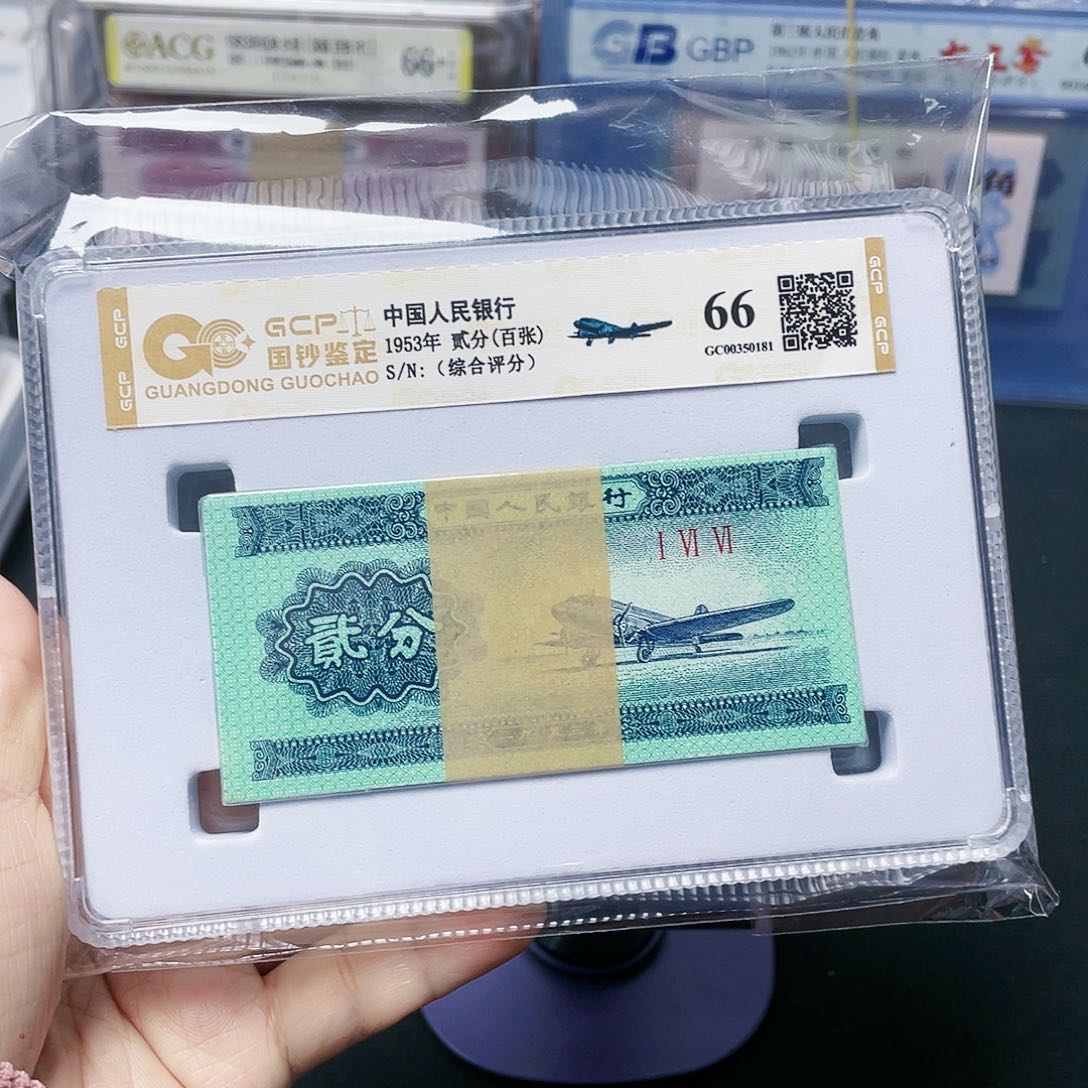 ACG
66+
GB GBP
GCP
GCP
GCP
国钞鉴定
GUANGDONG GUOCHAO
中国人民银行
1953年 贰分(百张)
S/N:（综合评分）
66
GC00350181
GCP
GCP
中国人民银行
I VI VI
貳分